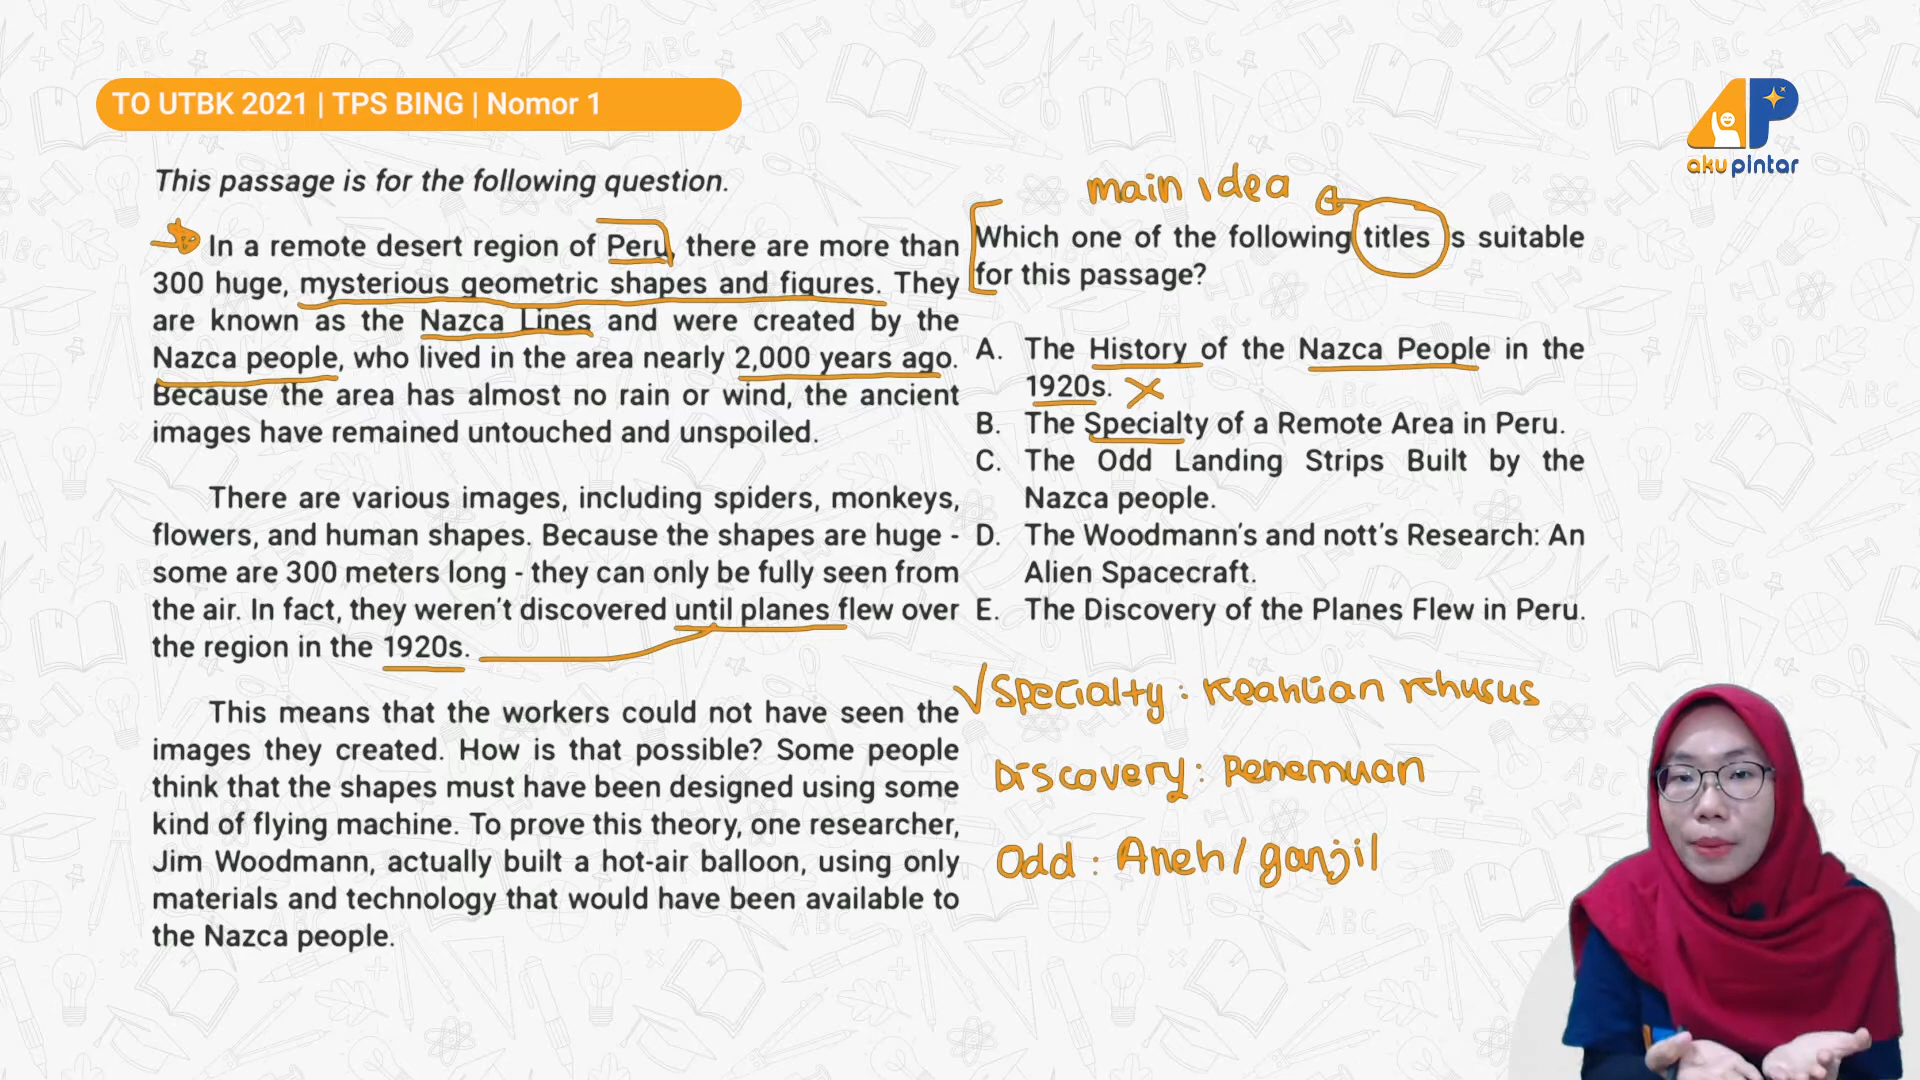 TO UTBK 2021 | TPS BING | Nomor 1
aku pintar
This passage is for the following question.
In a remote desert region of Peru, there are more than
300 huge, mysterious geometric shapes and figures. They
are known as the Nazca Lines and were created by the
Nazca people, who lived in the area nearly 2,000 years ago.
Because the area has almost no rain or wind, the ancient
images have remained untouched and unspoiled.
There are various images, including spiders, monkeys,
flowers, and human shapes. Because the shapes are huge -
some are 300 meters long - they can only be fully seen from
the air. In fact, they weren't discovered until planes flew over
the region in the 1920s.
This means that the workers could not have seen the
images they created. How is that possible? Some people
think that the shapes must have been designed using some
kind of flying machine. To prove this theory, one researcher,
Jim Woodmann, actually built a hot-air balloon, using only
materials and technology that would have been available to
the Nazca people.
main idea
Which one of the following titles is suitable
for this passage?
A. The History of the Nazca People in the
1920s.
B. The Specialty of a Remote Area in Peru.
C. The Odd Landing Strips Built by the
Nazca people.
D. The Woodmann's and nott's Research: An
Alien Spacecraft.
E. The Discovery of the Planes Flew in Peru.
Specialty : Keahlian khusus
Discovery : Penemuan
Odd : Aneh / ganjil